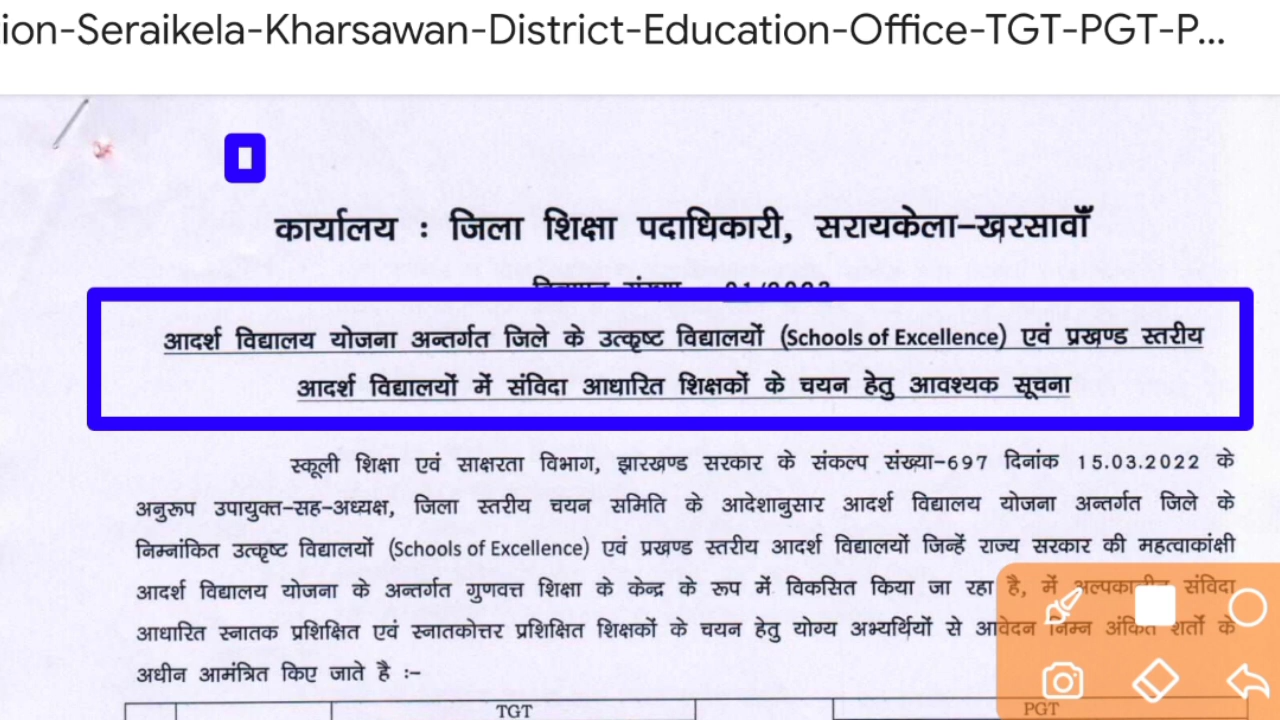 ion-Seraikela-Kharsawan-District-Education-Office-TGT-PGT-P...
कार्यालय : जिला शिक्षा पदाधिकारी, सरायकेला-खरसावाँ
आदर्श विद्यालय योजना अन्तर्गत जिले के उत्कृष्ट विद्यालयों (Schools of Excellence) एवं प्रखण्ड स्तरीय
आदर्श विद्यालयों में संविदा आधारित शिक्षकों के चयन हेतु आवश्यक सूचना
स्कूली शिक्षा एवं साक्षरता विभाग, झारखण्ड सरकार के संकल्प संख्या-697 दिनांक 15.03.2022 के
अनुरूप उपायुक्त-सह-अध्यक्ष, जिला स्तरीय चयन समिति के आदेशानुसार आदर्श विद्यालय योजना अन्तर्गत जिले के
निम्नांकित उत्कृष्ट विद्यालयों (Schools of Excellence) एवं प्रखण्ड स्तरीय आदर्श विद्यालयों जिन्हें राज्य सरकार की महत्वाकांक्षी
आदर्श विद्यालय योजना के अन्तर्गत गुणवत्त शिक्षा के केन्द्र के रूप में विकसित किया जा रहा है, में अल्पकालीन संविदा
आधारित स्नातक प्रशिक्षित एवं स्नातकोत्तर प्रशिक्षित शिक्षकों के चयन हेतु योग्य अभ्यर्थियों से आवेदन निम्न अंकित शर्तो के
अधीन आमंत्रित किए जाते है :-
TGT
PGT